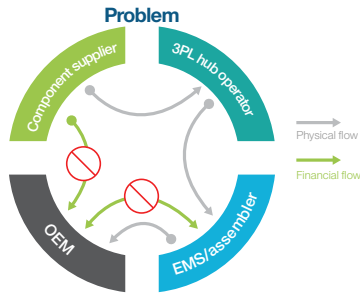 Problem
Component supplier
3PL hub operator
Physical flow
Financial flow
OEM
EMS/assembler